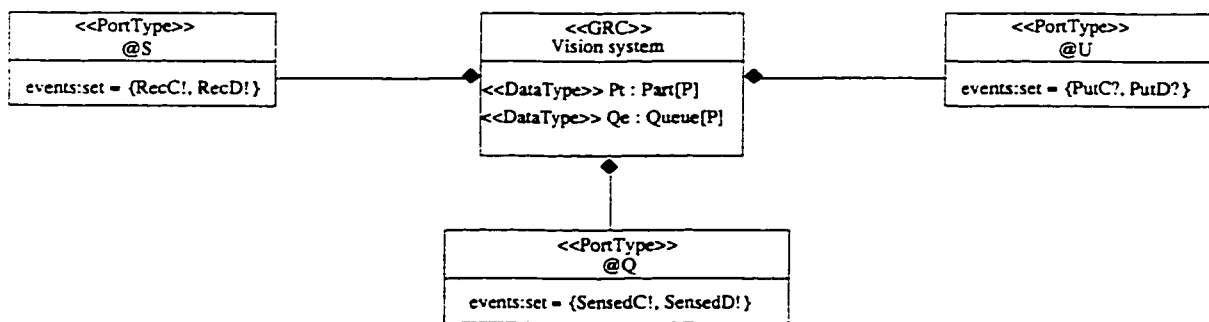 <<PortType>>
@S
events:set = {RecC!, RecD!}
<<GRC>>
Vision system
<<DataType>> Pt : Part[P]
<<DataType>> Qe : Queue[P]
<<PortType>>
@U
events:set = {PutC?, PutD?}
<<PortType>>
@Q
events:set = {SensedC!, SensedD!}